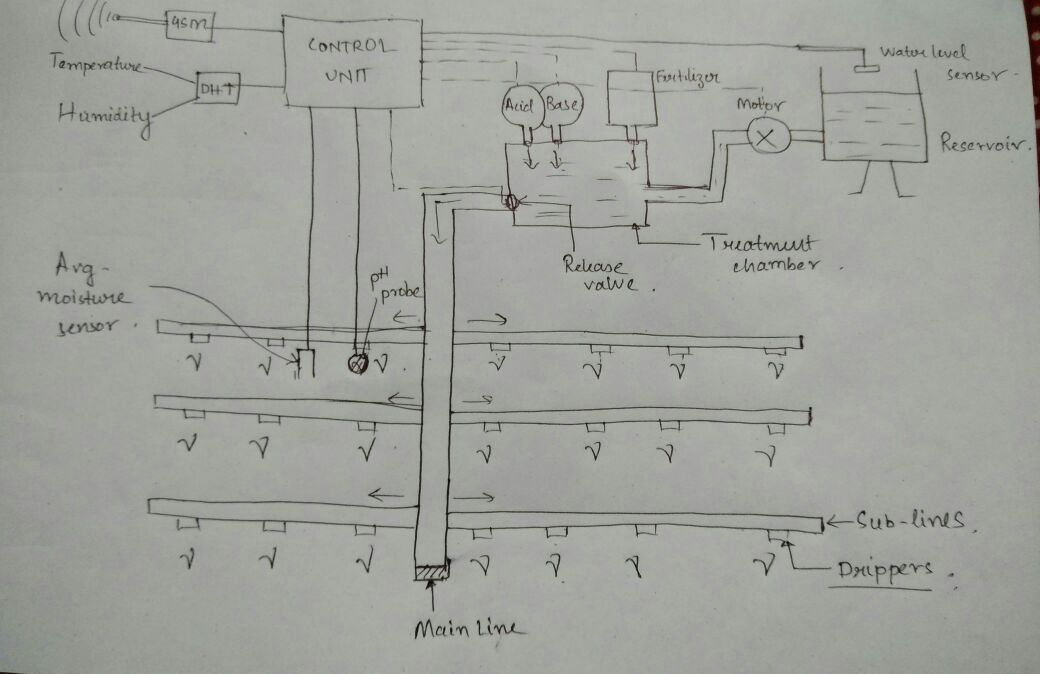 GSM
CONTROL
UNIT
Water level
sensor.
Temperature
DHT
Humidity
Acid
Base
Fertilizer
Motor
Reservoir.
Treatment
chamber.
Release
valve.
Avg-
moisture
sensor.
pH
probe
Sub-lines.
Drippers.
Main Line